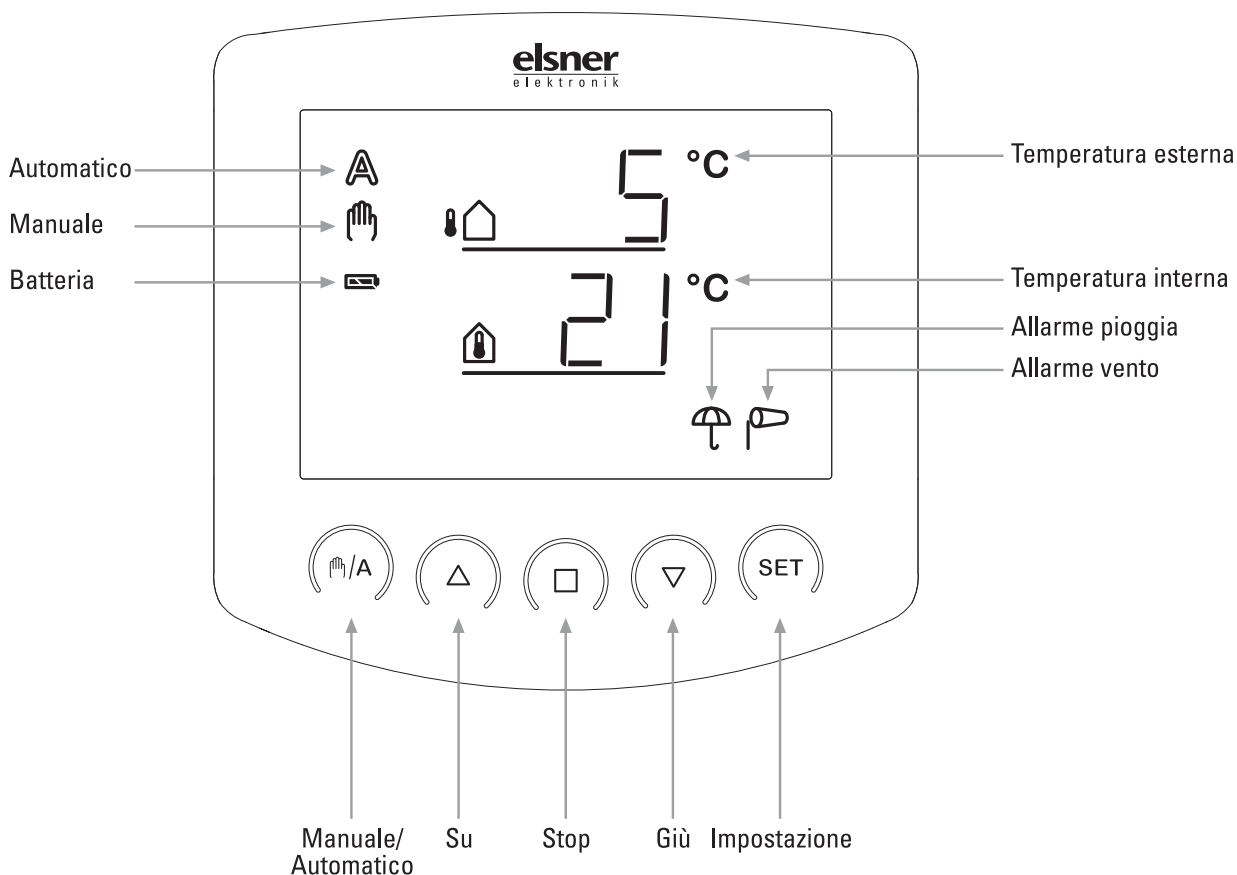 elsner
elektronik
Automatico
A
5 °C
Temperatura esterna
Manuale
Batteria
21 °C
Temperatura interna
Allarme pioggia
Allarme vento
/A
SET
Manuale/
Automatico
Su
Stop
Giù
Impostazione